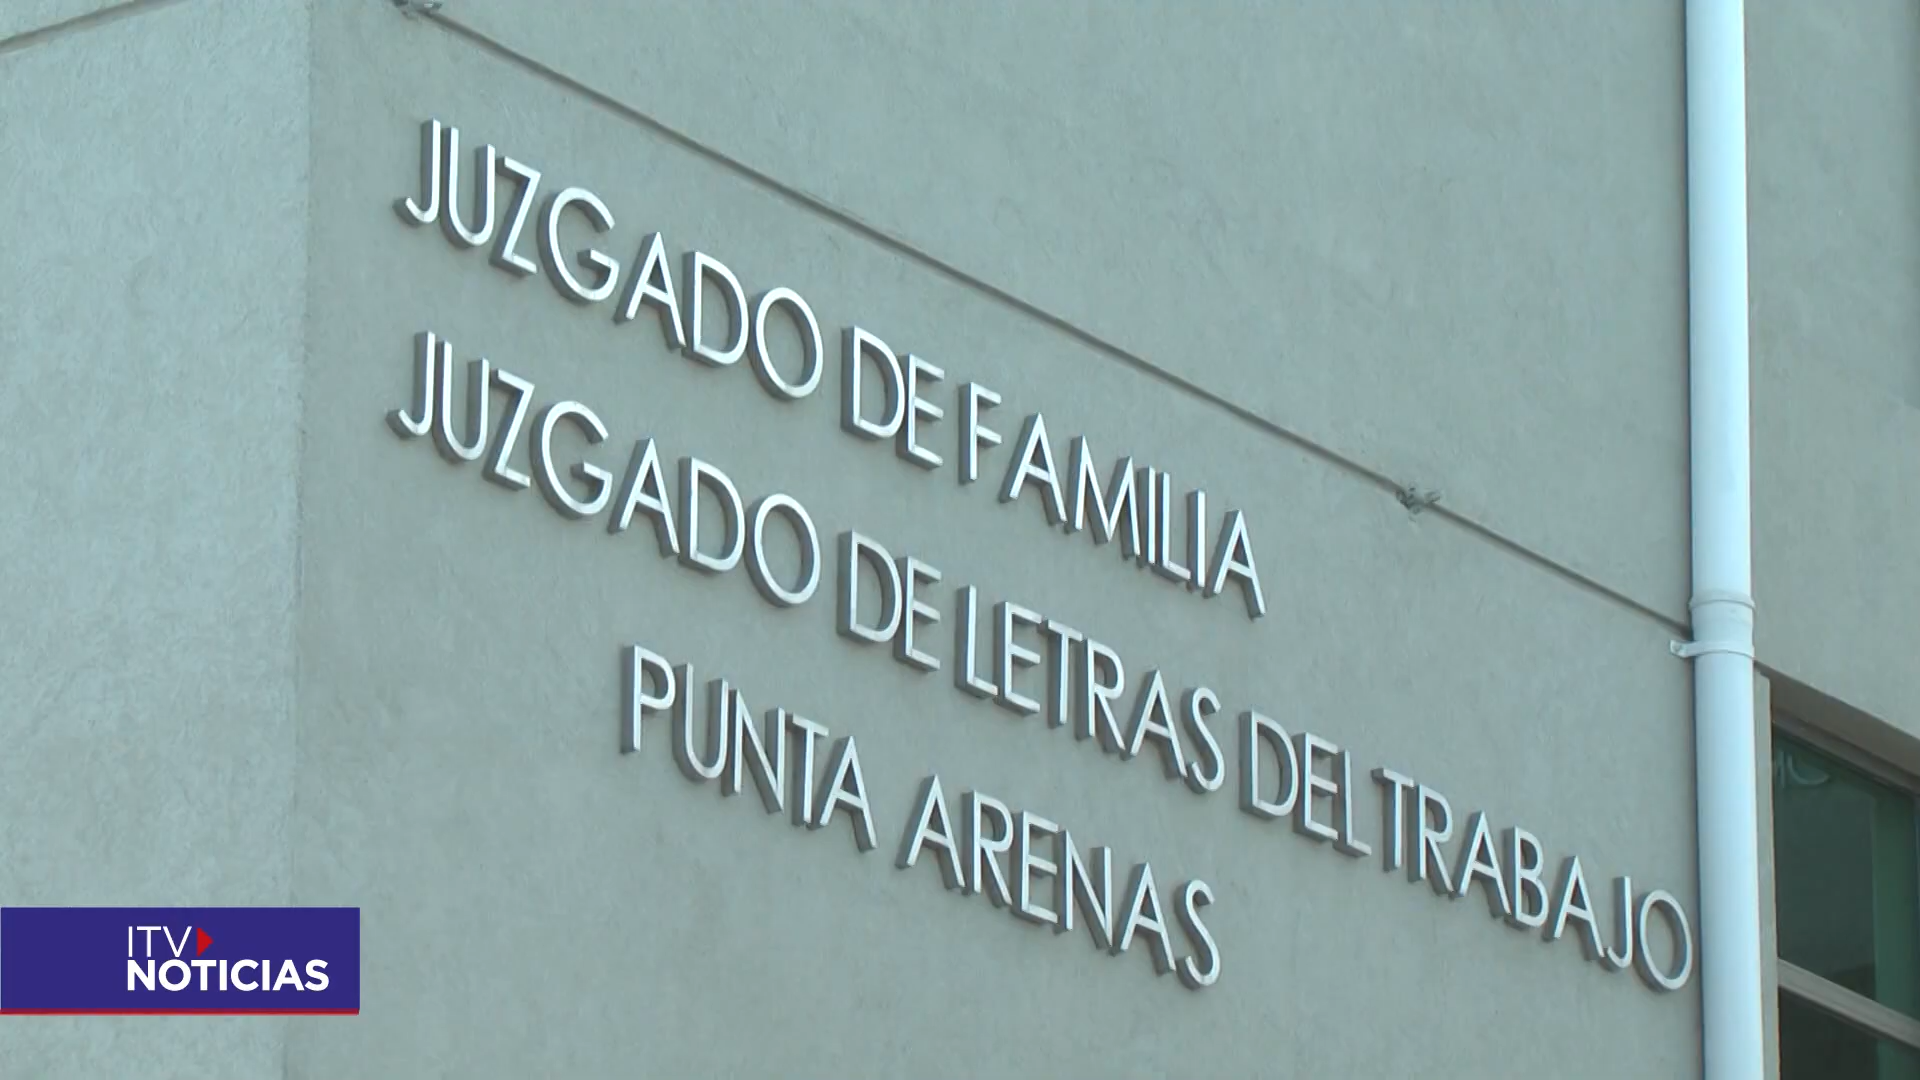 JUZGADO DE FAMILIA
JUZGADO DE LETRAS DEL TRABAJO
PUNTA ARENAS
ITV
NOTICIAS